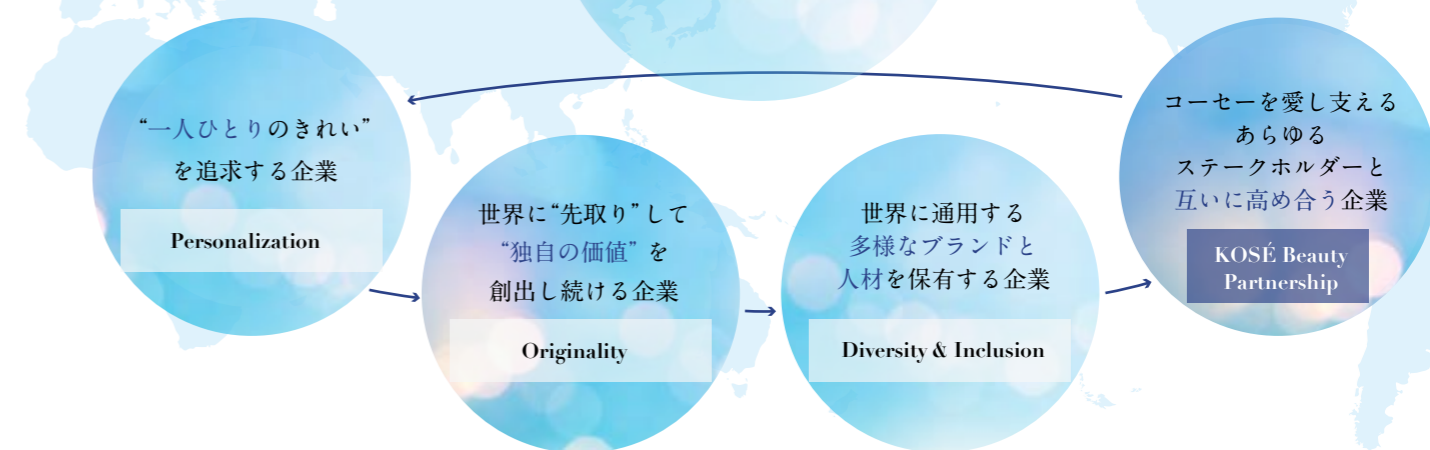 “一人ひとりのきれい”
を追求する企業
Personalization
世界に“先取り”して
“独自の価値”を
創出し続ける企業
Originality
世界に通用する
多様なブランドと
人材を保有する企業
Diversity & Inclusion
コーセーを愛し支える
あらゆる
ステークホルダーと
互いに高め合う企業
KOSÉ Beauty
Partnership